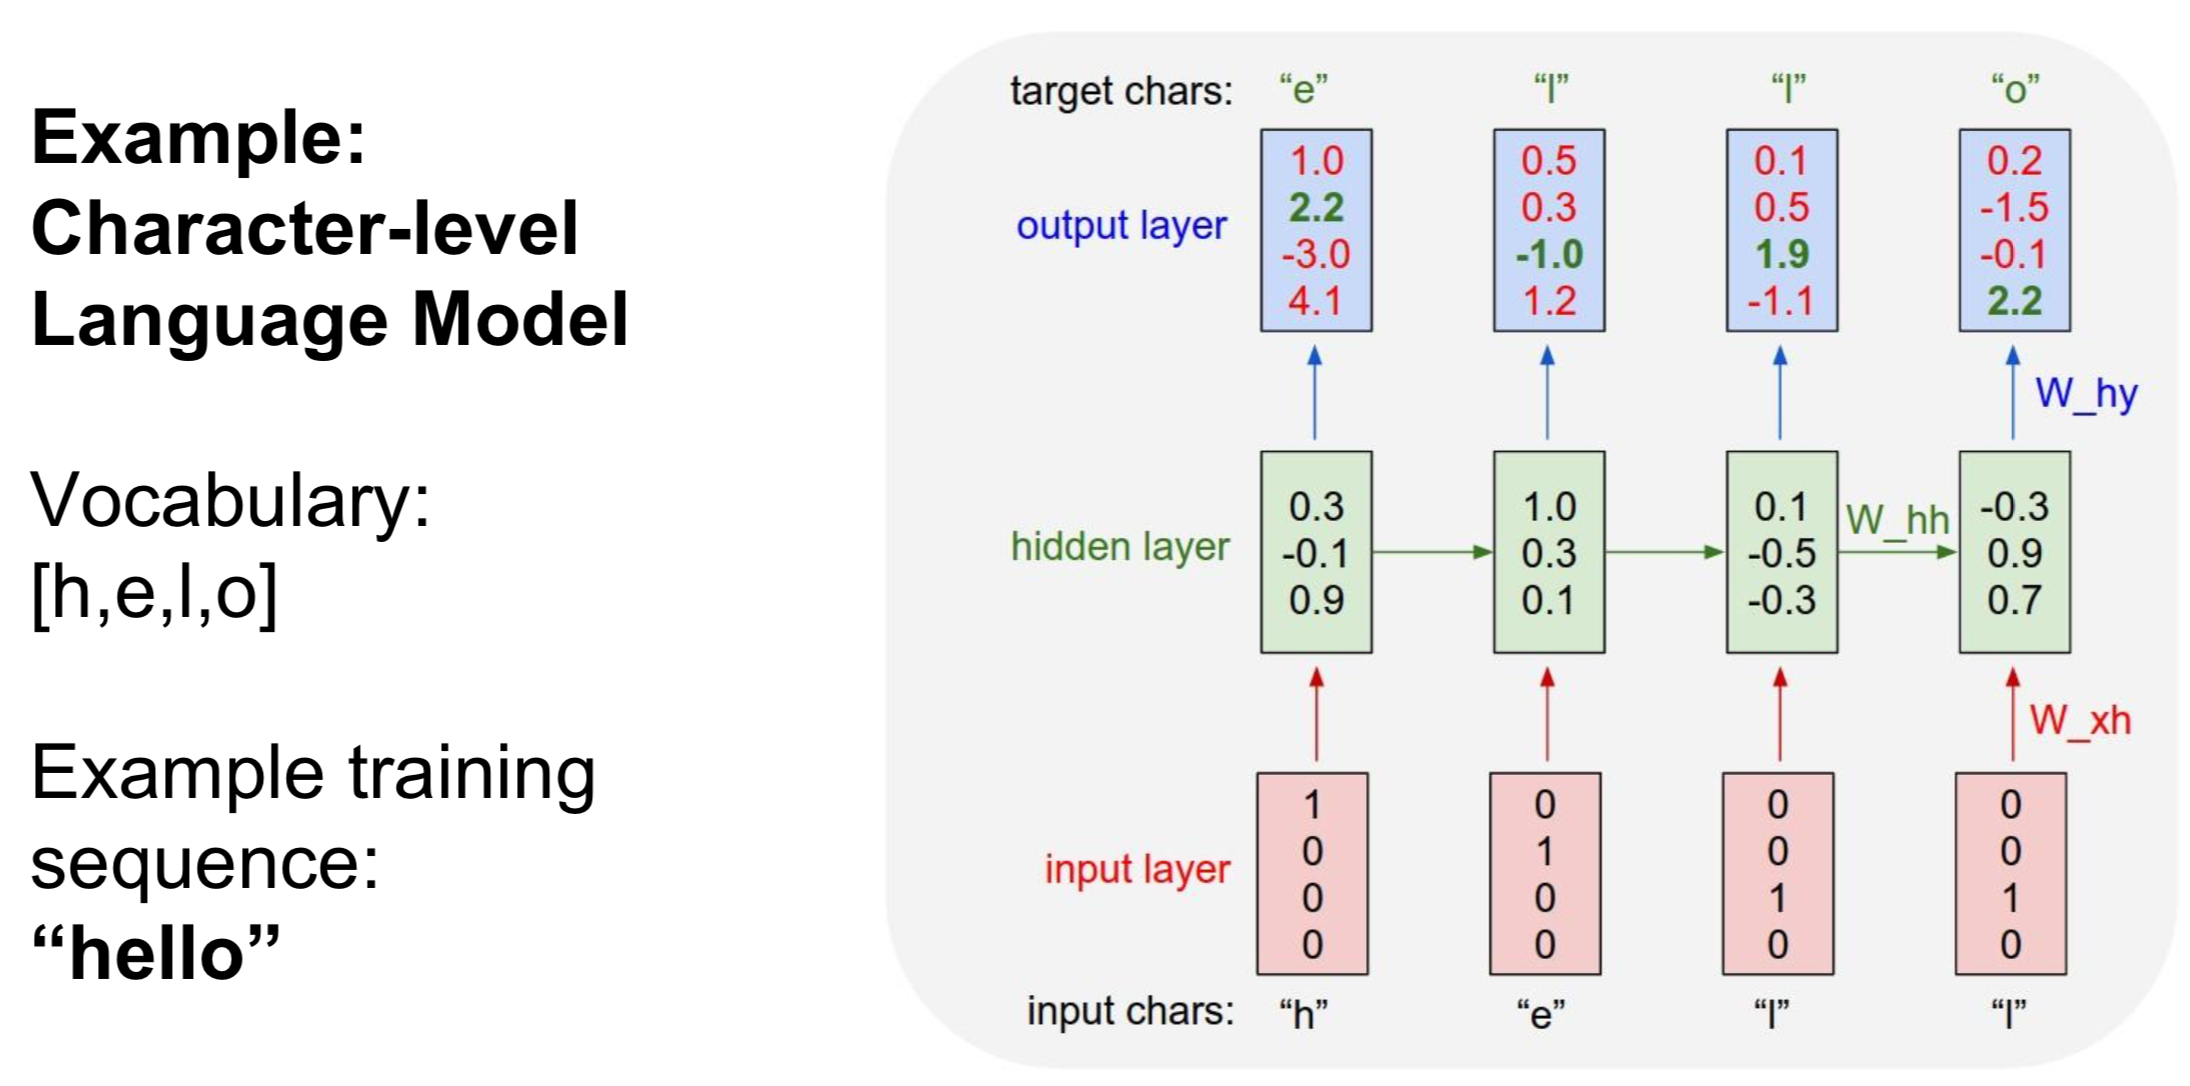 Example:
Character-level
Language Model
Vocabulary:
[h,e,l,o]
Example training
sequence:
“hello”
target chars: “e” “l” “l” “o”
output layer
1.0 0.5 0.1 0.2
2.2 0.3 0.5 -1.5
-3.0 -1.0 1.9 -0.1
4.1 1.2 -1.1 2.2
W_hy
hidden layer
0.3 1.0 0.1 -0.3
-0.1 0.3 -0.5 0.9
0.9 0.1 -0.3 0.7
W_hh
W_xh
input layer
1 0 0 0
0 1 0 0
0 0 1 1
0 0 0 0
input chars: “h” “e” “l” “l”